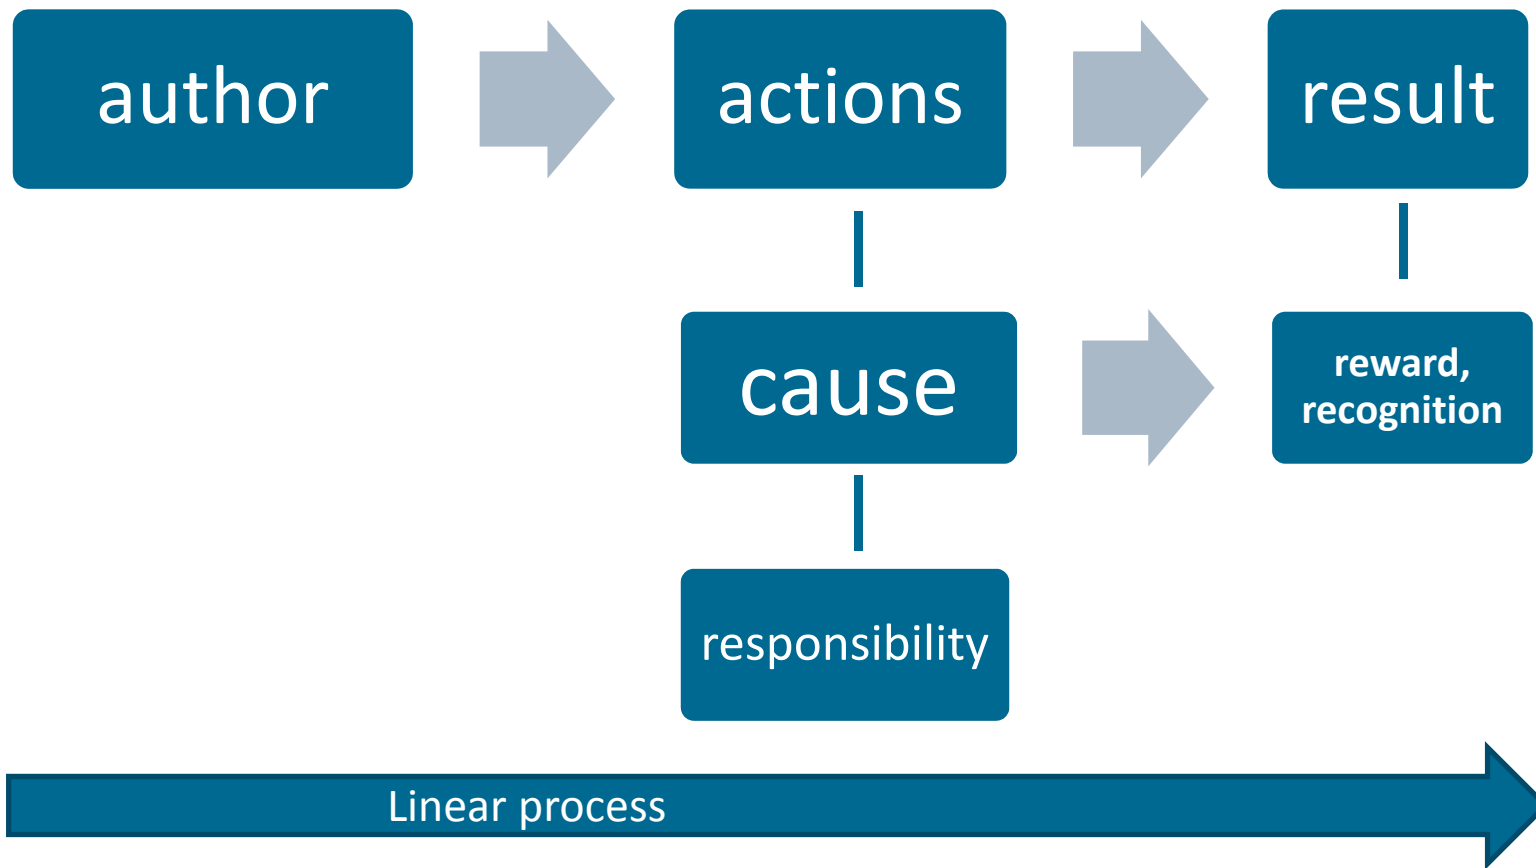 author
actions
result
cause
reward,
recognition
responsibility
Linear process